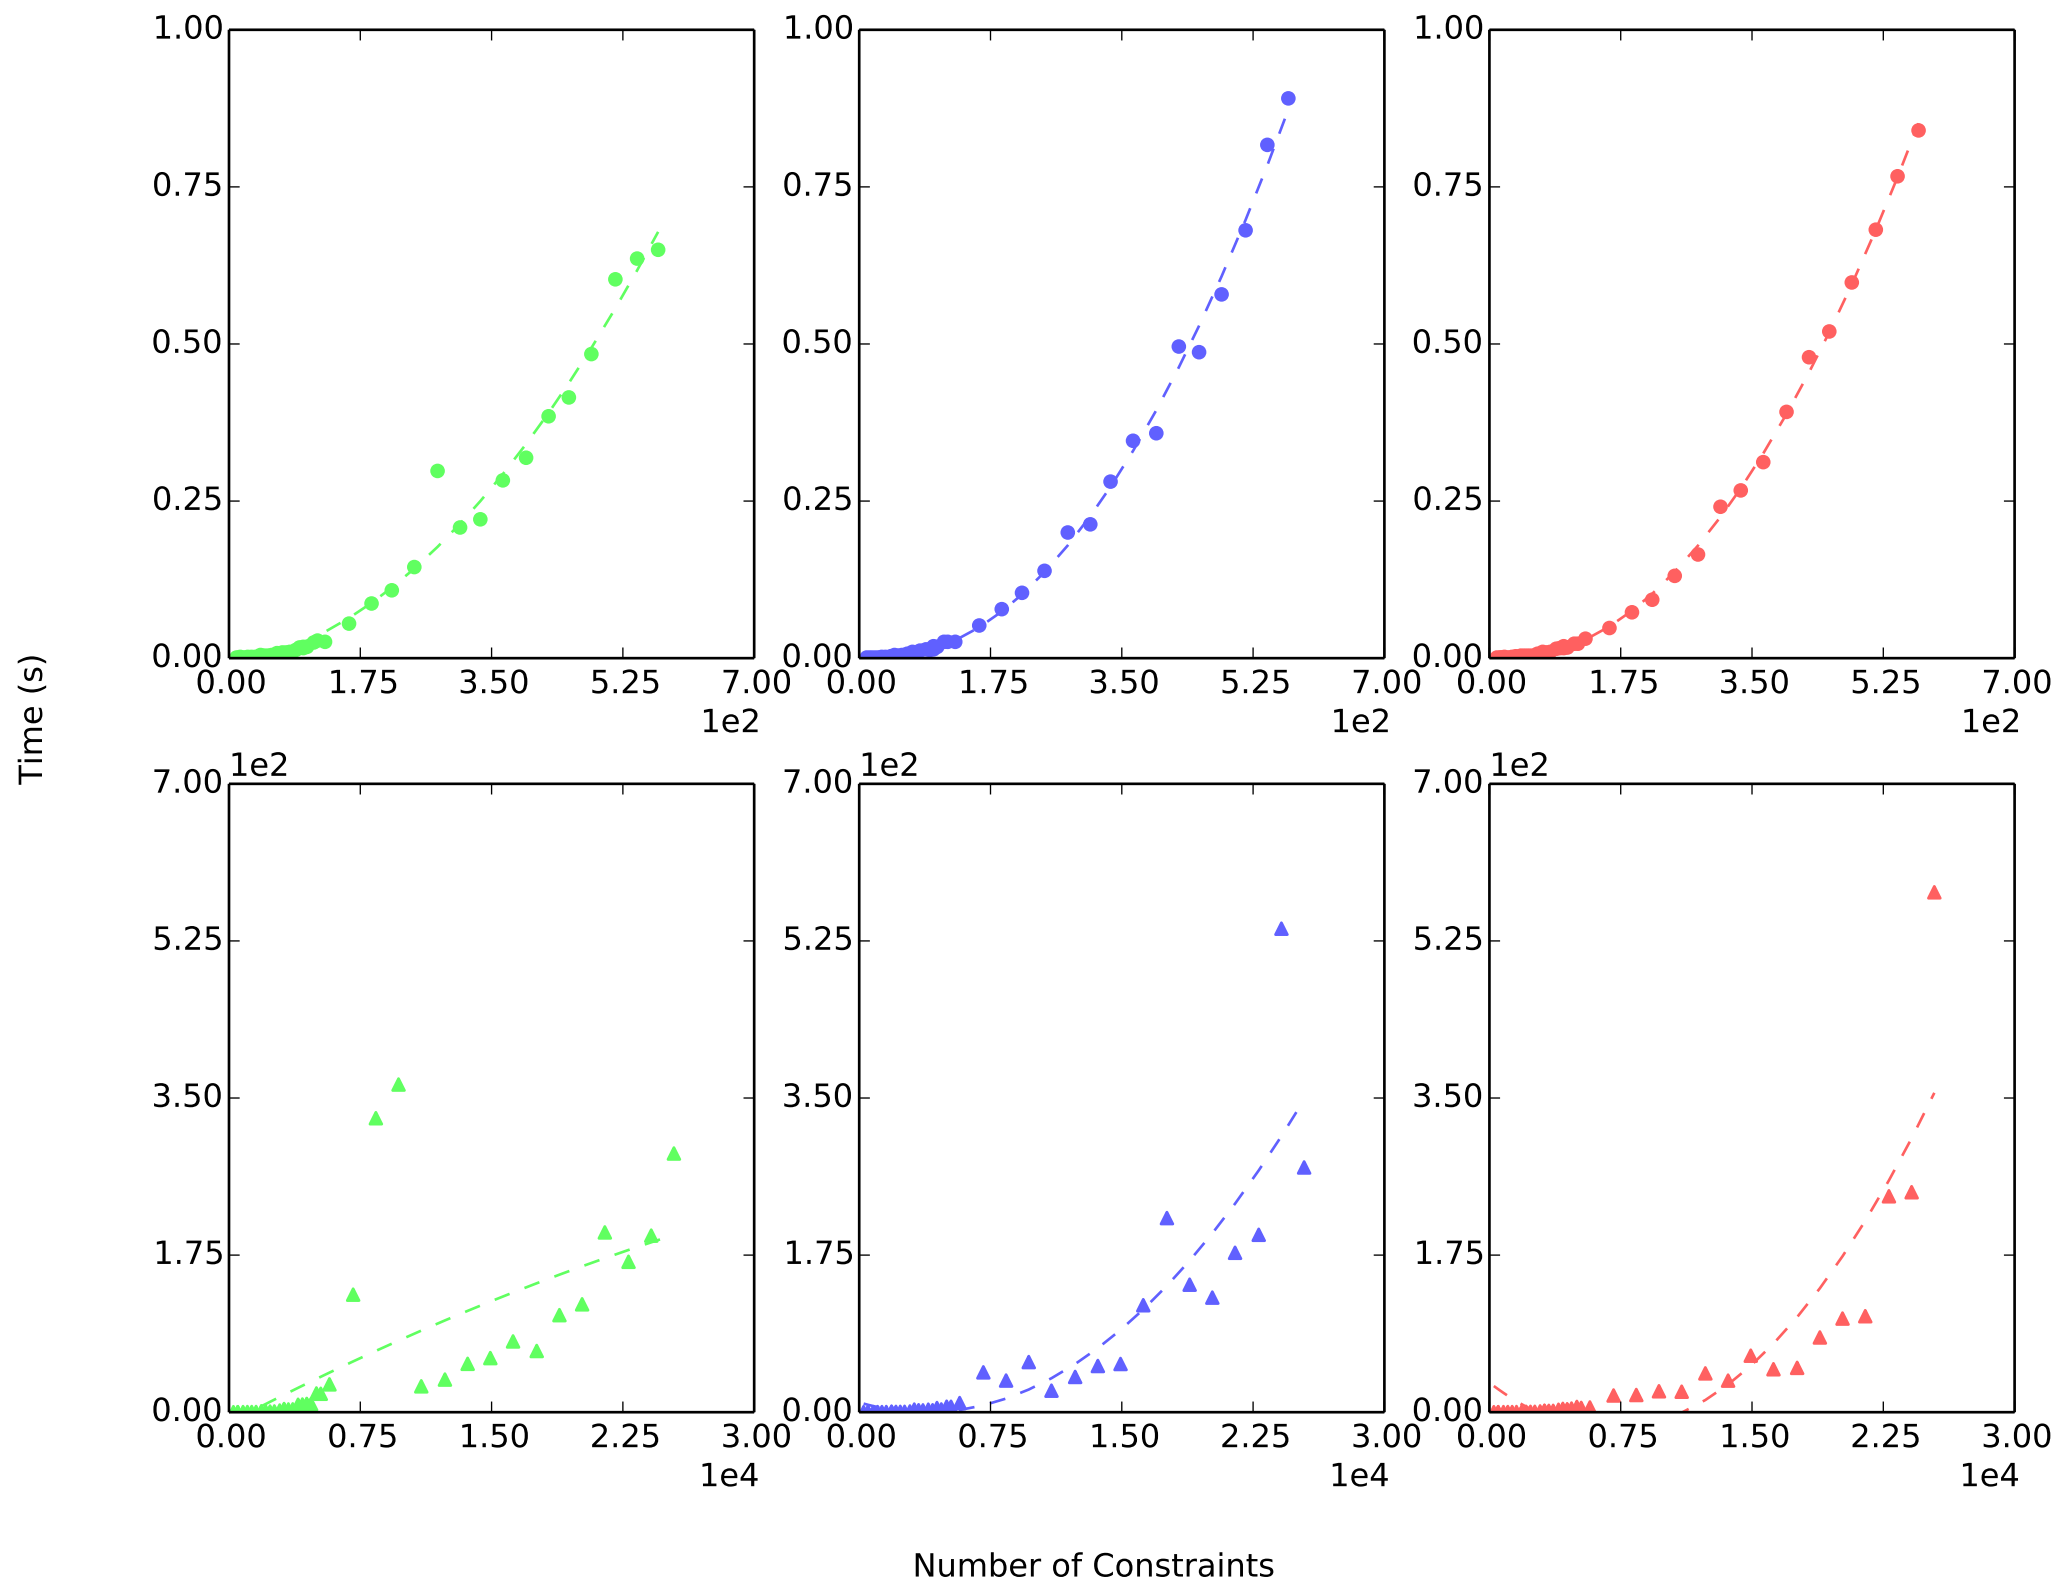 1.00 1.00 1.00
0.75 0.75 0.75
0.50 0.50 0.50
0.25 0.25 0.25
0.00 0.00 0.00
0.00 1.75 3.50 5.25 7.00 0.00 1.75 3.50 5.25 7.00 0.00 1.75 3.50 5.25 7.00
1e2 1e2 1e2
Time (s)
1e2 1e2 1e2
7.00 7.00 7.00
5.25 5.25 5.25
3.50 3.50 3.50
1.75 1.75 1.75
0.00 0.00 0.00
0.00 0.75 1.50 2.25 3.00 0.00 0.75 1.50 2.25 3.00 0.00 0.75 1.50 2.25 3.00
1e4 1e4 1e4
Number of Constraints